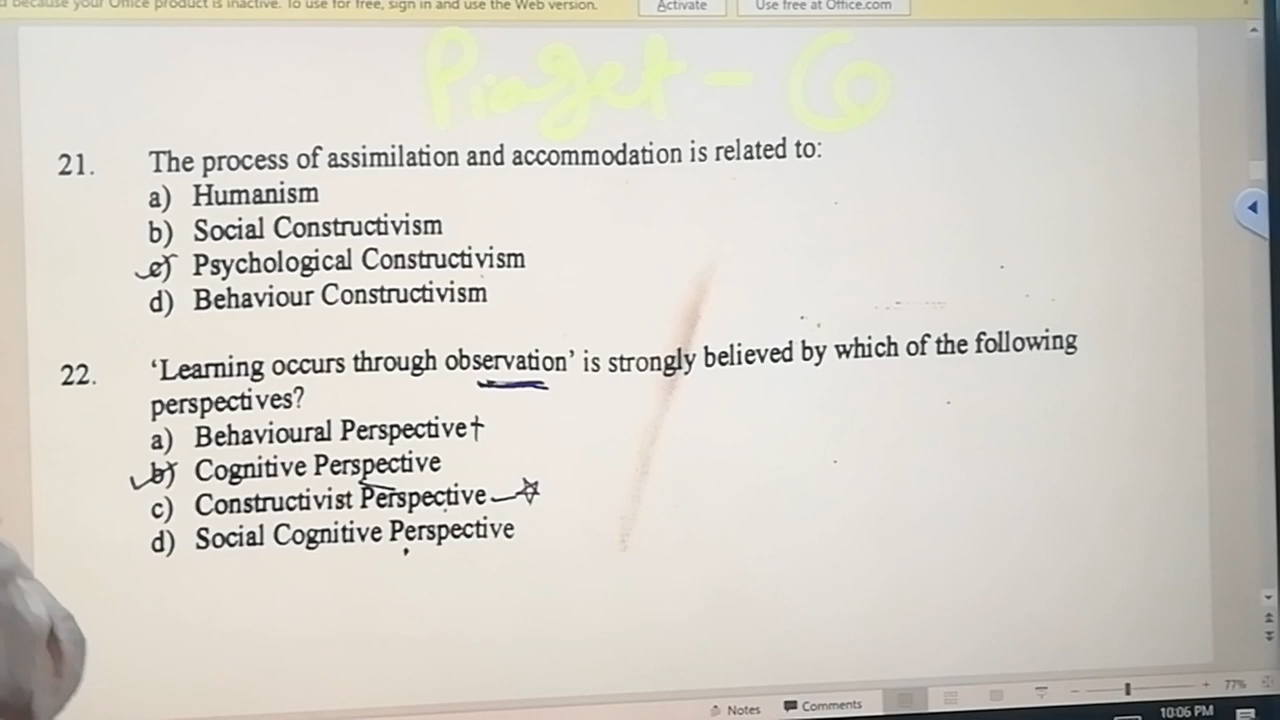 because your Office product is inactive. To use for free, sign in and use the Web version.
Activate
Use free at Office.com
Piaget - 6
21. The process of assimilation and accommodation is related to:
a) Humanism
b) Social Constructivism
c) Psychological Constructivism
d) Behaviour Constructivism
22. ‘Learning occurs through observation’ is strongly believed by which of the following
perspectives?
a) Behavioural Perspective†
b) Cognitive Perspective
c) Constructivist Perspective
d) Social Cognitive Perspective
Notes
Comments
77%
10:06 PM